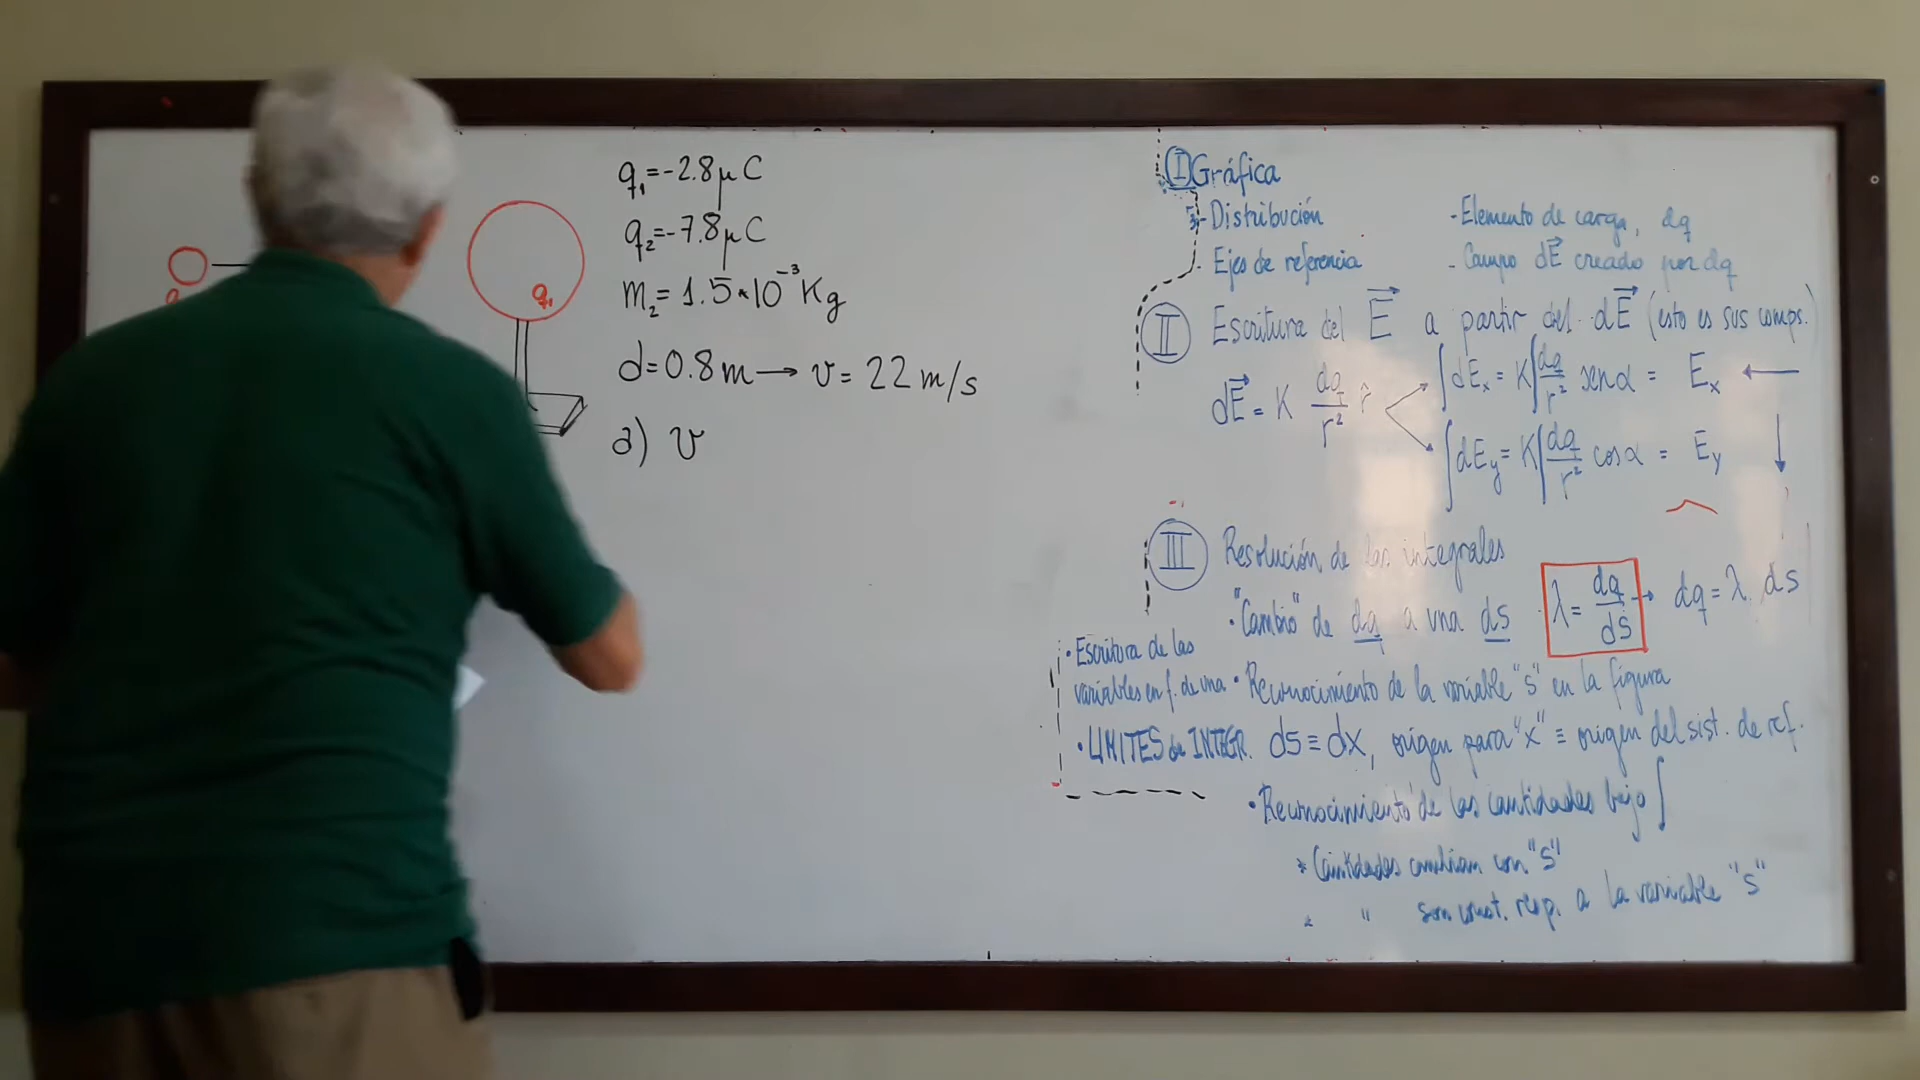 q₁=-2.8μC
q₂=-7.8μC
m₂=1.5*10⁻³Kg
d=0.8m→v=22m/s
a) v
q₁
I Gráfica
- Distribución
- Ejes de referencia
- Elemento de carga, dq
- Campo dE creado por dq
II Escritura del E a partir del dE (esto es sus comps.)
dE = K dq/r² r̂
∫dEx = K∫dq/r² senα = Ex
∫dEy = K∫dq/r² cosα = Ey
III Resolución de las integrales
• "Cambio" de dq a una ds
λ = dq/ds → dq = λ ds
• Escritura de las
variables en f. de una
• Reconocimiento de la variable "s" en la figura
• LIMITES de INTEGR.
ds ≡ dx, origen para "x" ≡ origen del sist. de ref.
• Reconocimiento de las cantidades bajo ∫
* Cantidades cambian con "s"
* " son const. resp. a la variable "s"